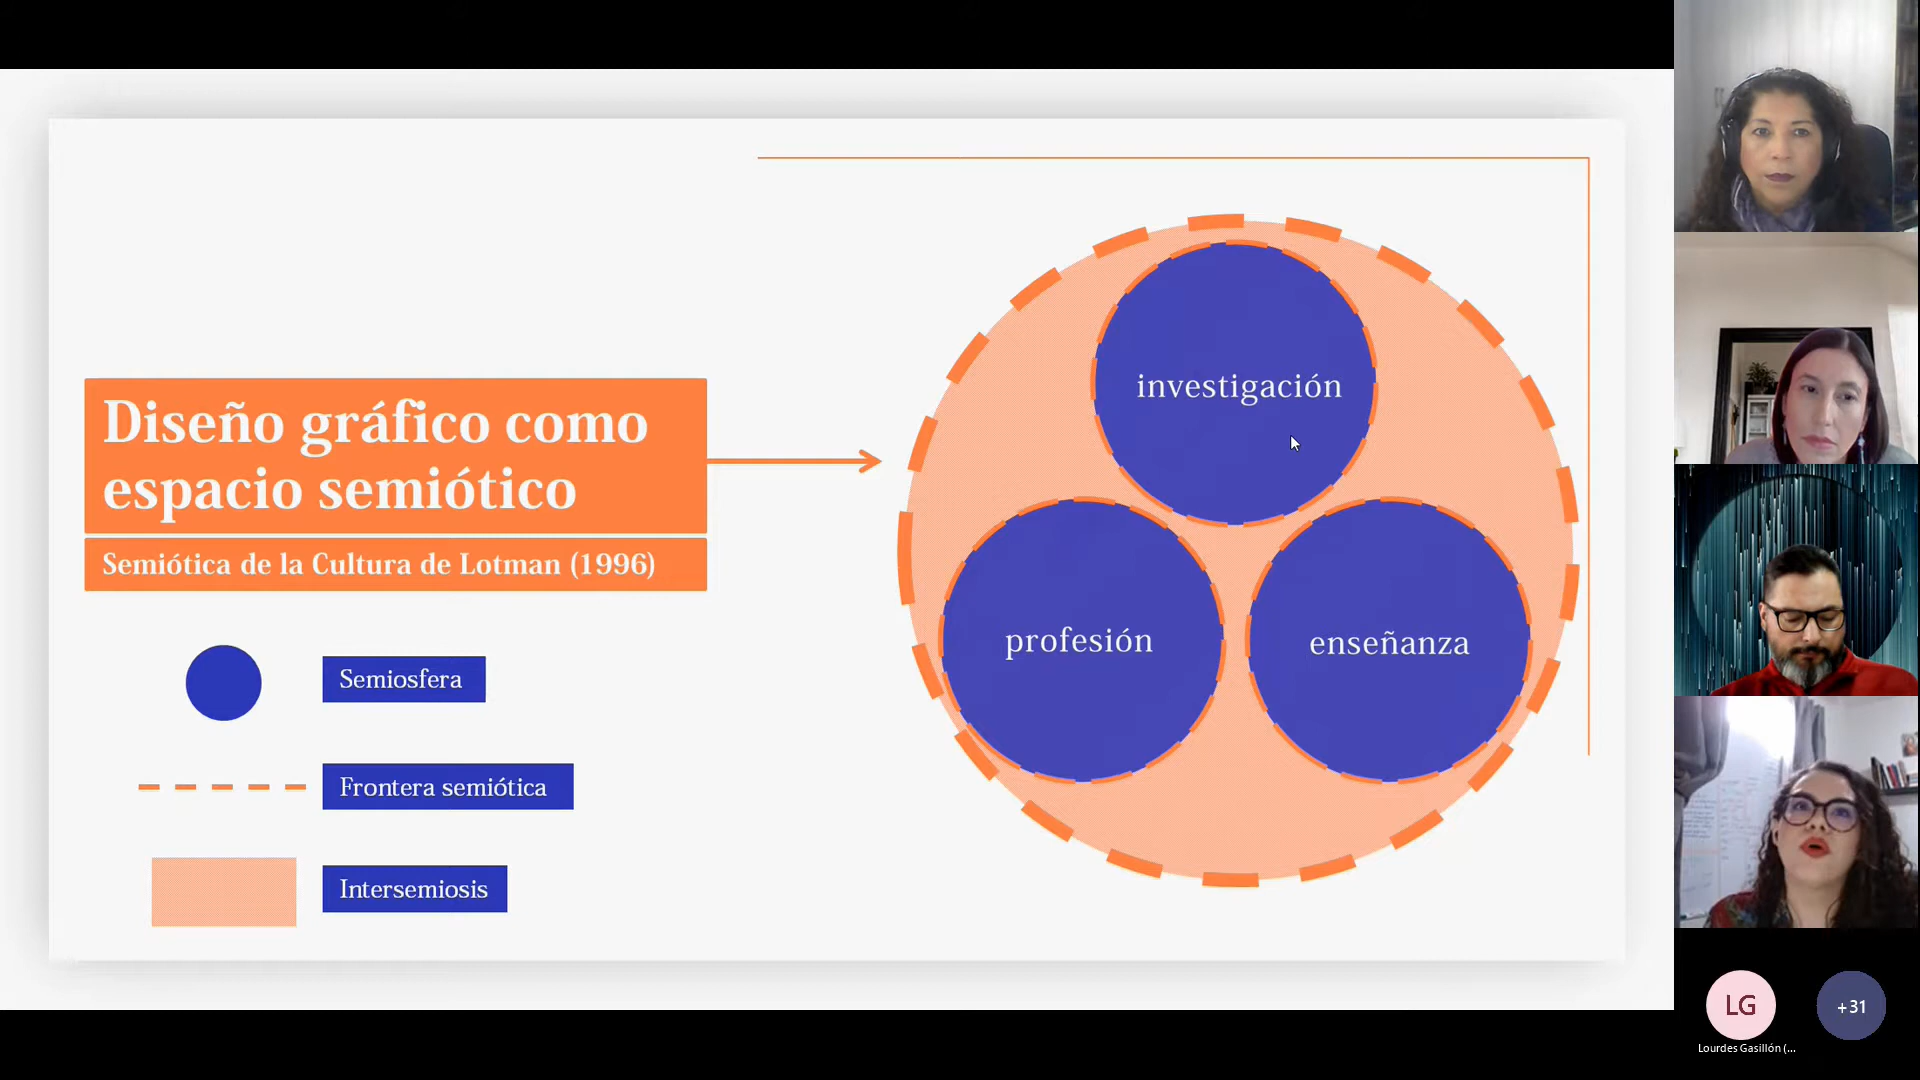 Diseño gráfico como
espacio semiótico
Semiótica de la Cultura de Lotman (1996)
Semiosfera
Frontera semiótica
Intersemiosis
investigación
profesión
enseñanza
LG
+31
Lourdes Gasillón (...